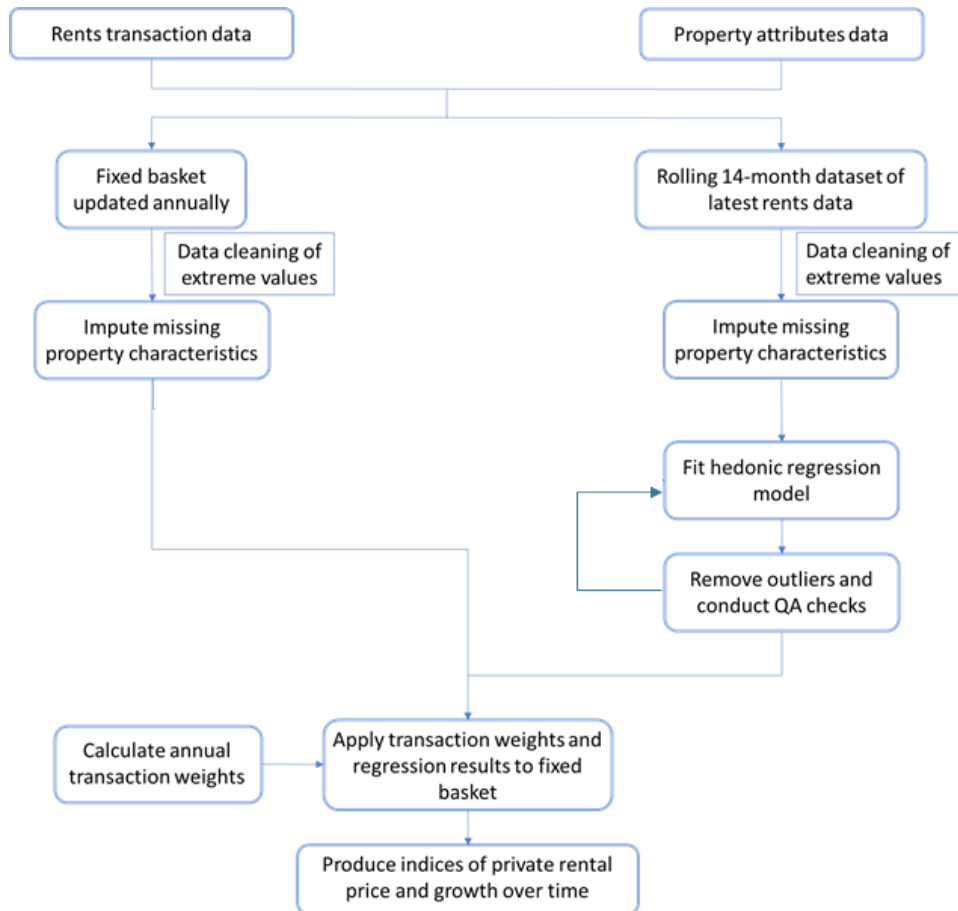 Rents transaction data
Property attributes data
Fixed basket
updated annually
Rolling 14-month dataset of
latest rents data
Data cleaning of
extreme values
Data cleaning of
extreme values
Impute missing
property characteristics
Impute missing
property characteristics
Fit hedonic regression
model
Remove outliers and
conduct QA checks
Calculate annual
transaction weights
Apply transaction weights and
regression results to fixed
basket
Produce indices of private rental
price and growth over time